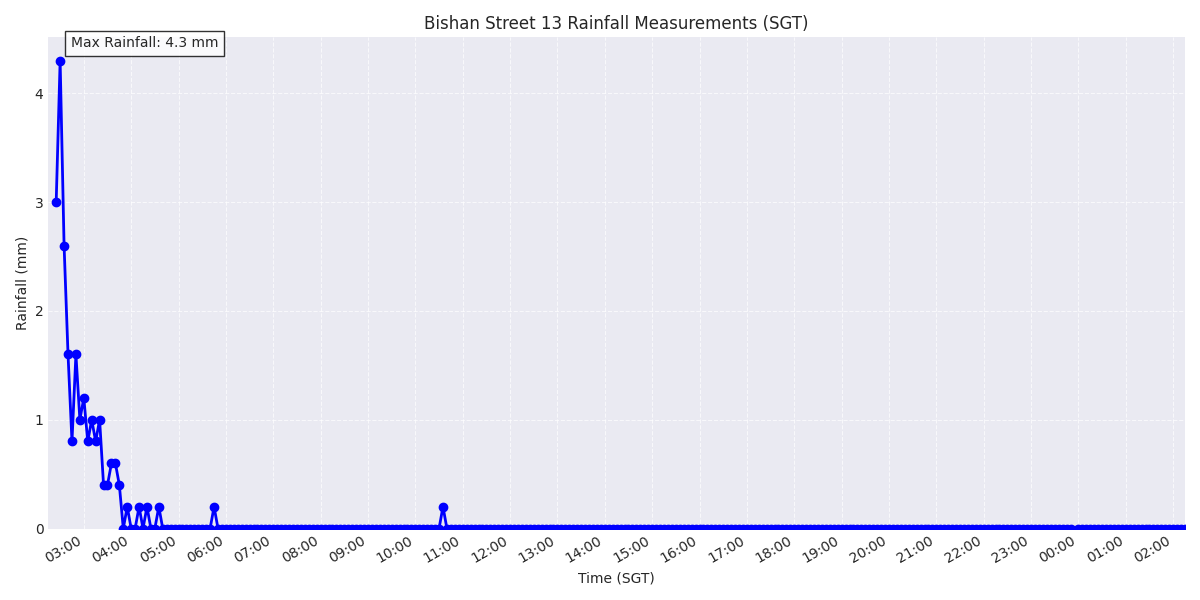 Bishan Street 13 Rainfall Measurements (SGT)
Max Rainfall: 4.3 mm
4
3
2
1
0
Rainfall (mm)
03:00 04:00 05:00 06:00 07:00 08:00 09:00 10:00 11:00 12:00 13:00 14:00 15:00 16:00 17:00 18:00 19:00 20:00 21:00 22:00 23:00 00:00 01:00 02:00
Time (SGT)